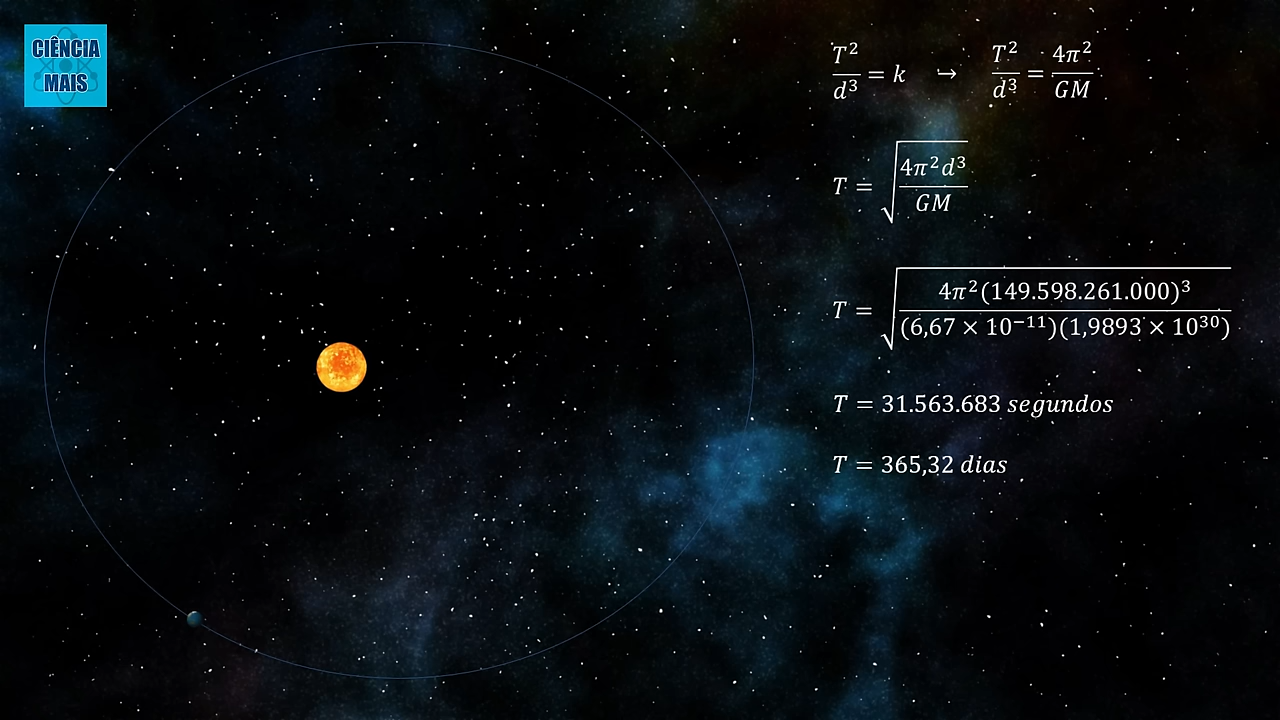 CIÊNCIA
MAIS
T²/d³ = k ↪ T²/d³ = 4π²/GM
T = √(4π²d³/GM)
T = √(4π²(149.598.261.000)³/(6,67 × 10⁻¹¹)(1,9893 × 10³⁰))
T = 31.563.683 segundos
T = 365,32 dias